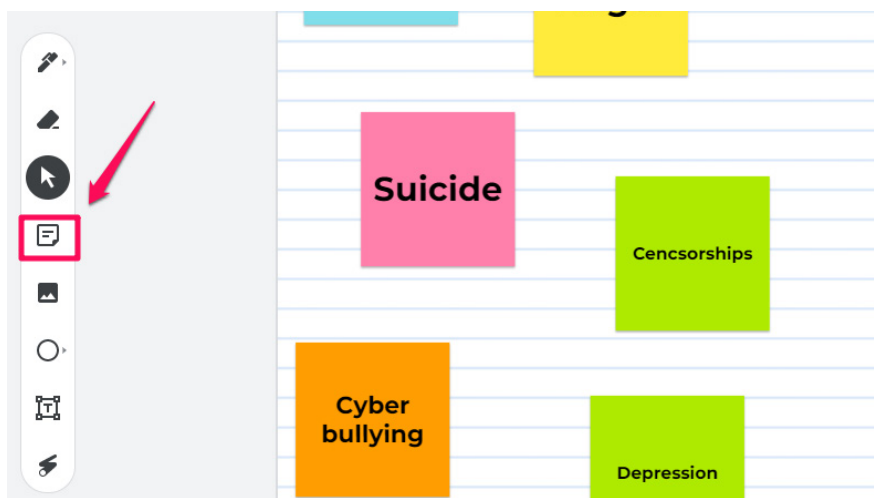 Suicide
Cencsorships
Cyber
bullying
Depression